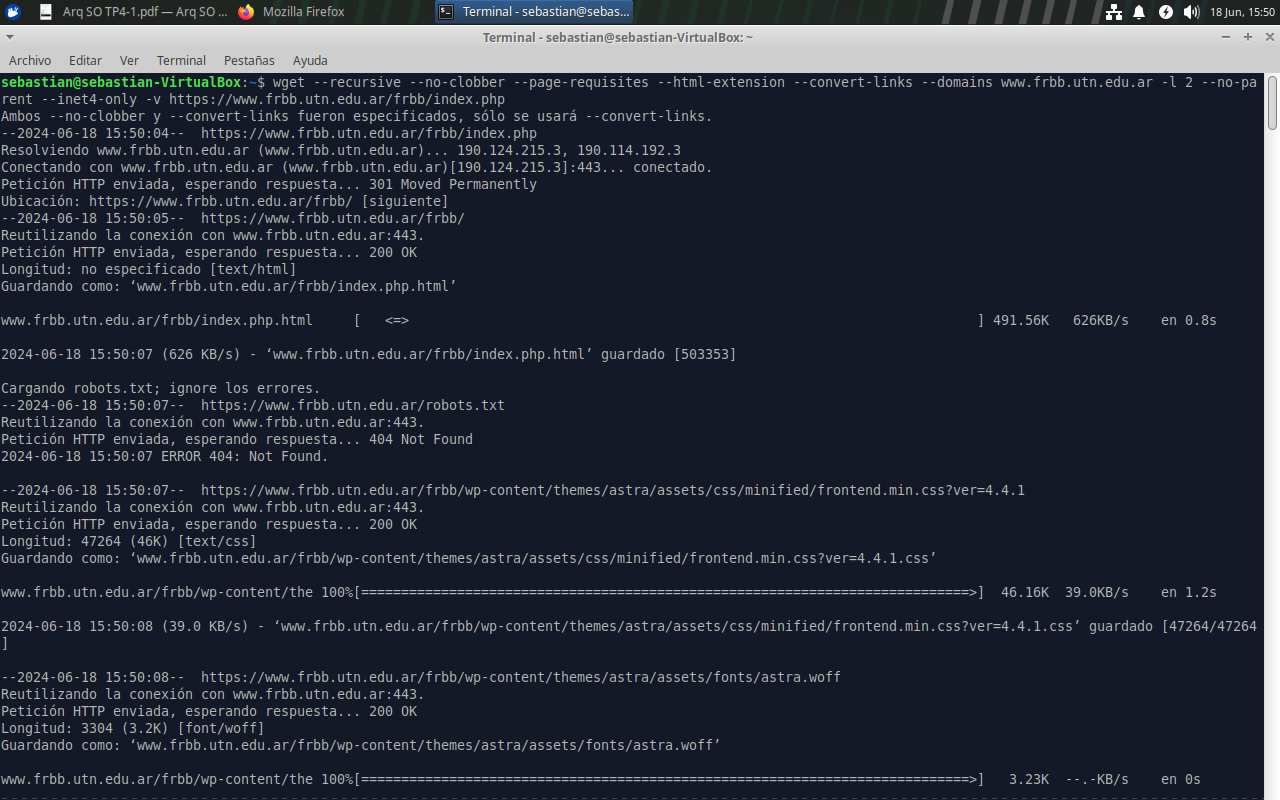 Arq SO TP4-1.pdf — Arq SO ...
Mozilla Firefox
Terminal - sebastian@sebas...
18 Jun, 15:50
Terminal - sebastian@sebastian-VirtualBox: ~
Archivo Editar Ver Terminal Pestañas Ayuda
sebastian@sebastian-VirtualBox:~$ wget --recursive --no-clobber --page-requisites --html-extension --convert-links --domains www.frbb.utn.edu.ar -l 2 --no-pa
rent --inet4-only -v https://www.frbb.utn.edu.ar/frbb/index.php
Ambos --no-clobber y --convert-links fueron especificados, sólo se usará --convert-links.
--2024-06-18 15:50:04--  https://www.frbb.utn.edu.ar/frbb/index.php
Resolviendo www.frbb.utn.edu.ar (www.frbb.utn.edu.ar)... 190.124.215.3, 190.114.192.3
Conectando con www.frbb.utn.edu.ar (www.frbb.utn.edu.ar)[190.124.215.3]:443... conectado.
Petición HTTP enviada, esperando respuesta... 301 Moved Permanently
Ubicación: https://www.frbb.utn.edu.ar/frbb/ [siguiente]
--2024-06-18 15:50:05--  https://www.frbb.utn.edu.ar/frbb/
Reutilizando la conexión con www.frbb.utn.edu.ar:443.
Petición HTTP enviada, esperando respuesta... 200 OK
Longitud: no especificado [text/html]
Guardando como: ‘www.frbb.utn.edu.ar/frbb/index.php.html’
www.frbb.utn.edu.ar/frbb/index.php.html     [   <=>                                                                       ] 491.56K   626KB/s    en 0.8s
2024-06-18 15:50:07 (626 KB/s) - ‘www.frbb.utn.edu.ar/frbb/index.php.html’ guardado [503353]
Cargando robots.txt; ignore los errores.
--2024-06-18 15:50:07--  https://www.frbb.utn.edu.ar/robots.txt
Reutilizando la conexión con www.frbb.utn.edu.ar:443.
Petición HTTP enviada, esperando respuesta... 404 Not Found
2024-06-18 15:50:07 ERROR 404: Not Found.
--2024-06-18 15:50:07--  https://www.frbb.utn.edu.ar/frbb/wp-content/themes/astra/assets/css/minified/frontend.min.css?ver=4.4.1
Reutilizando la conexión con www.frbb.utn.edu.ar:443.
Petición HTTP enviada, esperando respuesta... 200 OK
Longitud: 47264 (46K) [text/css]
Guardando como: ‘www.frbb.utn.edu.ar/frbb/wp-content/themes/astra/assets/css/minified/frontend.min.css?ver=4.4.1.css’
www.frbb.utn.edu.ar/frbb/wp-content/the 100%[============================================================================>]  46.16K  39.0KB/s    en 1.2s
2024-06-18 15:50:08 (39.0 KB/s) - ‘www.frbb.utn.edu.ar/frbb/wp-content/themes/astra/assets/css/minified/frontend.min.css?ver=4.4.1.css’ guardado [47264/47264
]
--2024-06-18 15:50:08--  https://www.frbb.utn.edu.ar/frbb/wp-content/themes/astra/assets/fonts/astra.woff
Reutilizando la conexión con www.frbb.utn.edu.ar:443.
Petición HTTP enviada, esperando respuesta... 200 OK
Longitud: 3304 (3.2K) [font/woff]
Guardando como: ‘www.frbb.utn.edu.ar/frbb/wp-content/themes/astra/assets/fonts/astra.woff’
www.frbb.utn.edu.ar/frbb/wp-content/the 100%[============================================================================>]   3.23K  --.-KB/s    en 0s